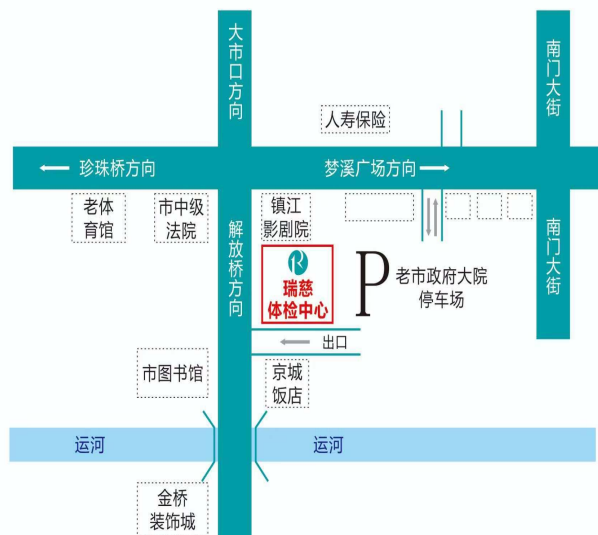 大市口方向
南门大街
人寿保险
珍珠桥方向
梦溪广场方向
老体
育馆
市中级
法院
镇江
影剧院
解放桥方向
南门大街
瑞慈
体检中心
P
老市政府大院
停车场
出口
市图书馆
京城
饭店
运河
运河
金桥
装饰城